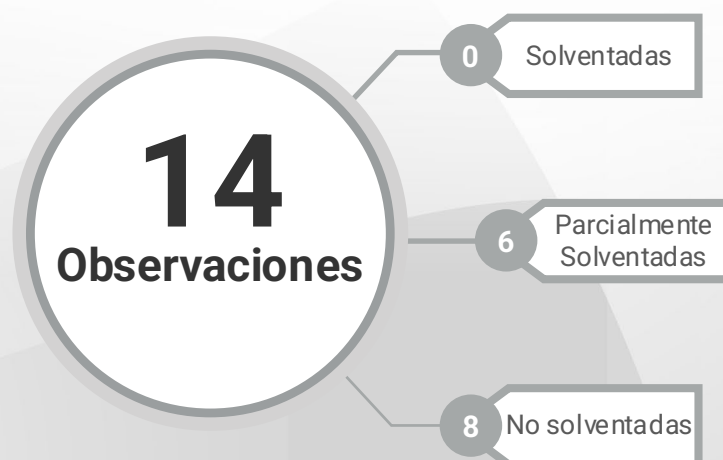 14
Observaciones
0
Solventadas
6
Parcialmente
Solventadas
8
No solventadas